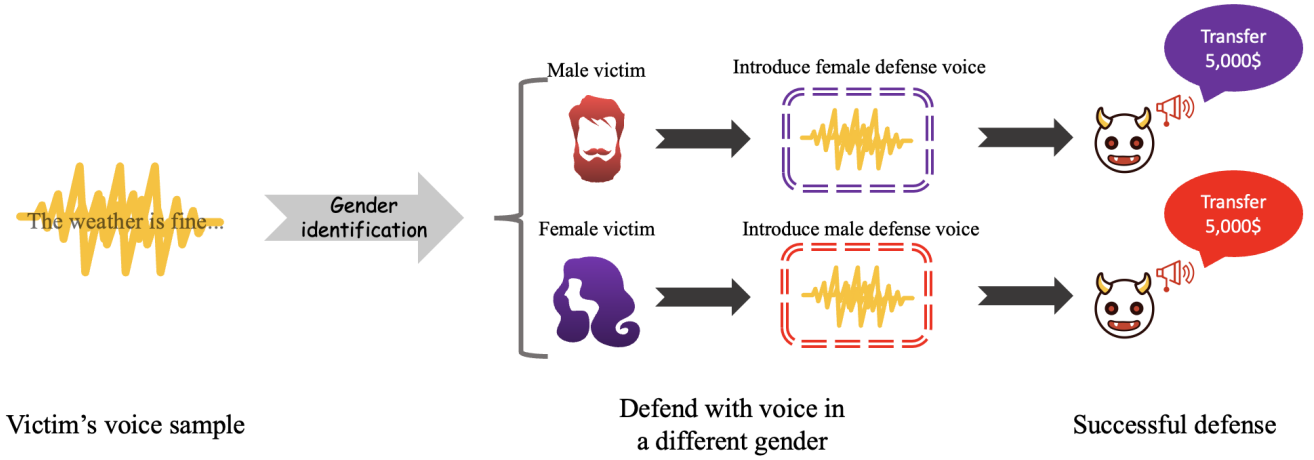 The weather is fine...
Gender
identification
Male victim
Introduce female defense voice
Transfer
5,000$
Female victim
Introduce male defense voice
Transfer
5,000$
Victim's voice sample
Defend with voice in
a different gender
Successful defense